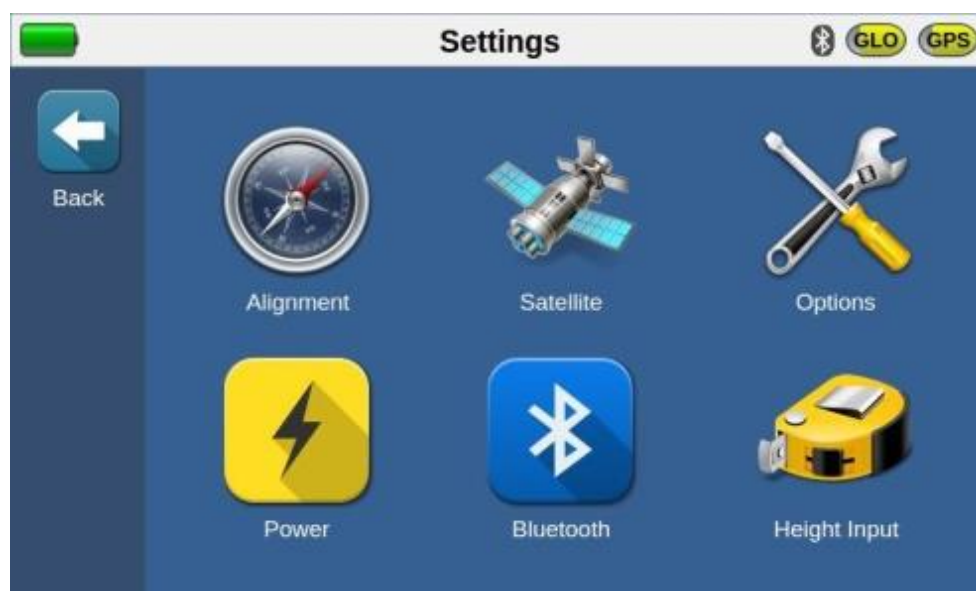 Settings
GLO
GPS
Back
Alignment
Satellite
Options
Power
Bluetooth
Height Input